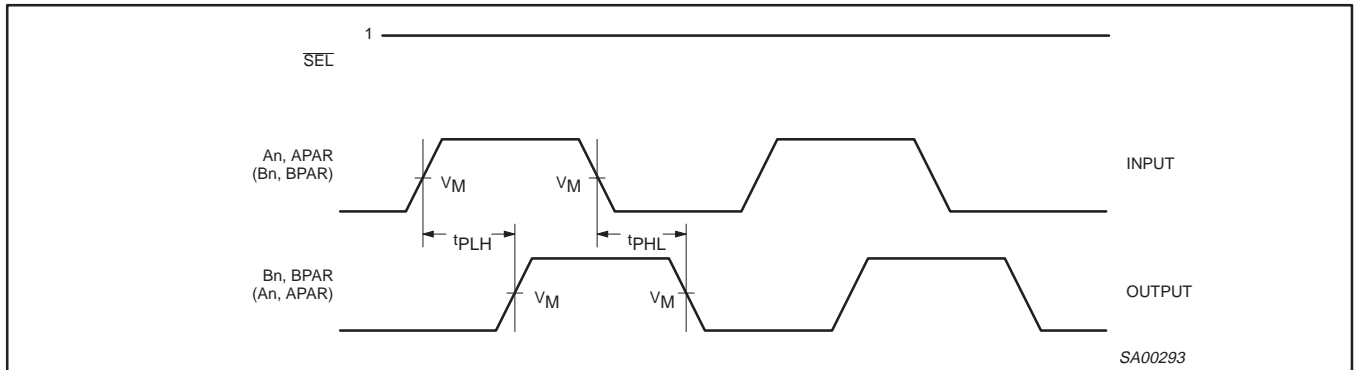 1
SEL
An, APAR
(Bn, BPAR)
VM
VM
INPUT
tPLH
tPHL
Bn, BPAR
(An, APAR)
VM
VM
OUTPUT
SA00293